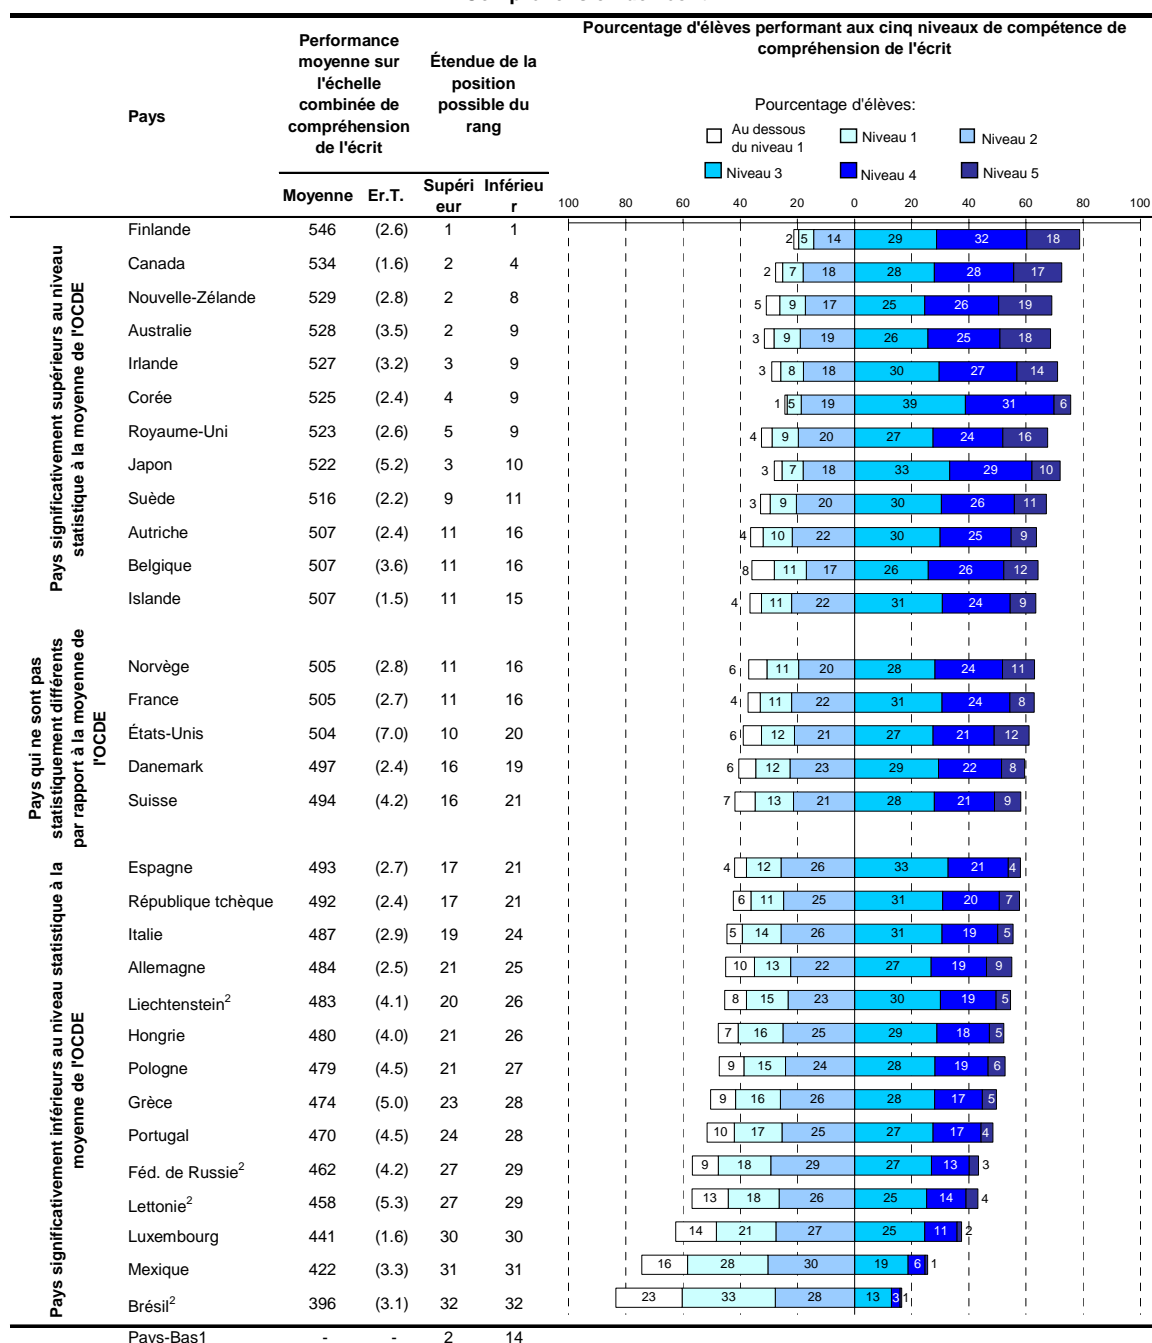 Pourcentage d'élèves performant aux cinq niveaux de compétence de
compréhension de l'écrit
Performance
moyenne sur
l'échelle
combinée de
compréhension
de l'écrit
Étendue de la
position
possible du
rang
Pays
Pourcentage d'élèves:
Au dessous
du niveau 1
Niveau 1
Niveau 2
Niveau 3
Niveau 4
Niveau 5
Moyenne Er.T. Supéri Inférieu
eur r
100 80 60 40 20 0 20 40 60 80 100
Pays significativement supérieurs au niveau
statistique à la moyenne de l'OCDE
Finlande 546 (2.6) 1 1 2 5 14 29 32 18
Canada 534 (1.6) 2 4 2 7 18 28 28 17
Nouvelle-Zélande 529 (2.8) 2 8 5 9 17 25 26 19
Australie 528 (3.5) 2 9 3 9 19 26 25 18
Irlande 527 (3.2) 3 9 3 8 18 30 27 14
Corée 525 (2.4) 4 9 1 5 19 39 31 6
Royaume-Uni 523 (2.6) 5 9 4 9 20 27 24 16
Japon 522 (5.2) 3 10 3 7 18 33 29 10
Suède 516 (2.2) 9 11 3 9 20 30 26 11
Autriche 507 (2.4) 11 16 4 10 22 30 25 9
Belgique 507 (3.6) 11 16 8 11 17 26 26 12
Islande 507 (1.5) 11 15 4 11 22 31 24 9
Pays qui ne sont pas
statistiquement différents
par rapport à la moyenne de
l'OCDE
Norvège 505 (2.8) 11 16 6 11 20 28 24 11
France 505 (2.7) 11 16 4 11 22 31 24 8
États-Unis 504 (7.0) 10 20 6 12 21 27 21 12
Danemark 497 (2.4) 16 19 6 12 23 29 22 8
Suisse 494 (4.2) 16 21 7 13 21 28 21 9
Pays significativement inférieurs au niveau statistique à la
moyenne de l'OCDE
Espagne 493 (2.7) 17 21 4 12 26 33 21 4
République tchèque 492 (2.4) 17 21 6 11 25 31 20 7
Italie 487 (2.9) 19 24 5 14 26 31 19 5
Allemagne 484 (2.5) 21 25 10 13 22 27 19 9
Liechtenstein² 483 (4.1) 20 26 8 15 23 30 19 5
Hongrie 480 (4.0) 21 26 7 16 25 29 18 5
Pologne 479 (4.5) 21 27 9 15 24 28 19 6
Grèce 474 (5.0) 23 28 9 16 26 28 17 5
Portugal 470 (4.5) 24 28 10 17 25 27 17 4
Féd. de Russie² 462 (4.2) 27 29 9 18 29 27 13 3
Lettonie² 458 (5.3) 27 29 13 18 26 25 14 4
Luxembourg 441 (1.6) 30 30 14 21 27 25 11 2
Mexique 422 (3.3) 31 31 16 28 30 19 6 1
Brésil² 396 (3.1) 32 32 23 33 28 13 3 1
Pays-Bas1 - - 2 14